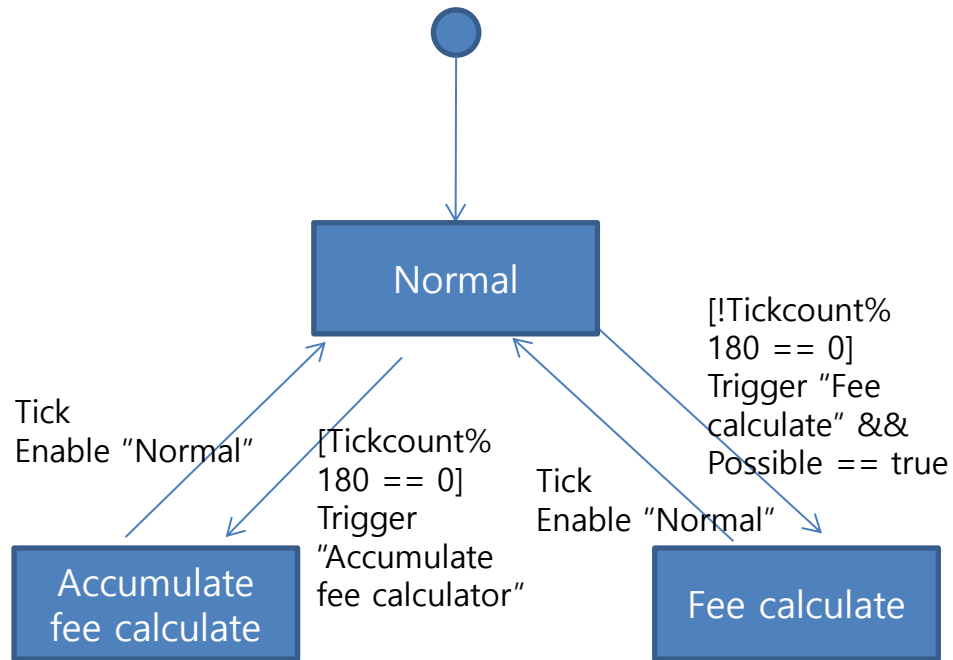 Normal
[!Tickcount%
180 == 0]
Trigger “Fee
calculate” &&
Possible == true
Tick
Enable “Normal”
[Tickcount%
180 == 0]
Trigger
“Accumulate
fee calculator”
Tick
Enable “Normal”
Accumulate
fee calculate
Fee calculate